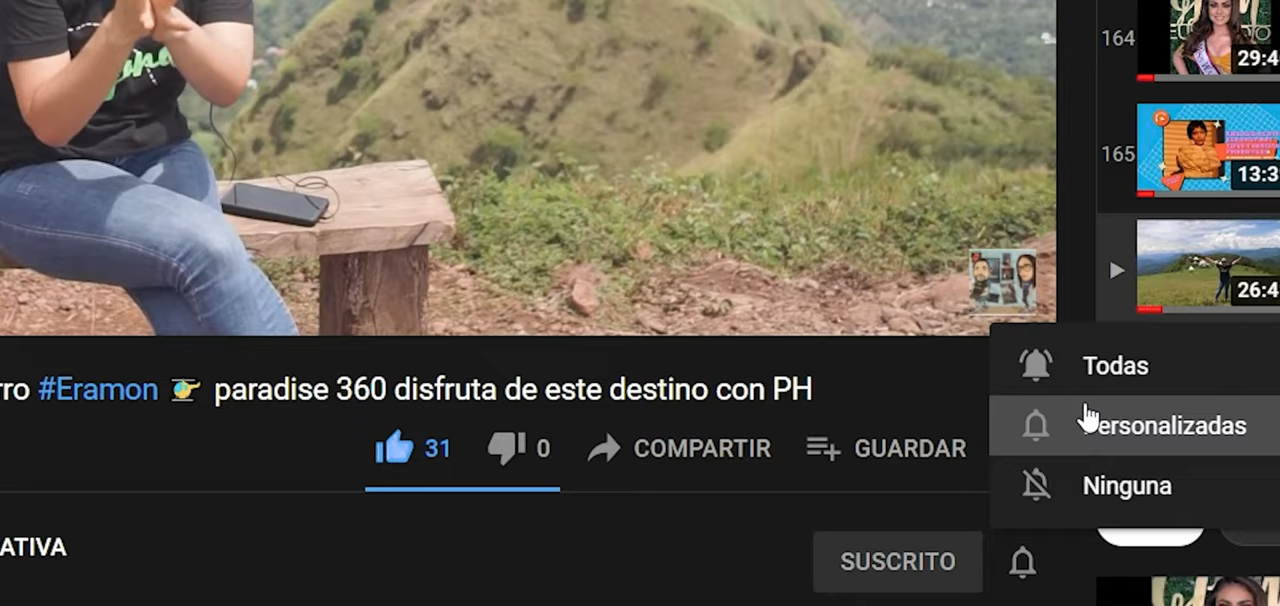 164
29:4
165
13:3
26:4
rro #Eramon paradise 360 disfruta de este destino con PH
31 0 COMPARTIR GUARDAR
Todas
ersonalizadas
Ninguna
ATIVA
SUSCRITO